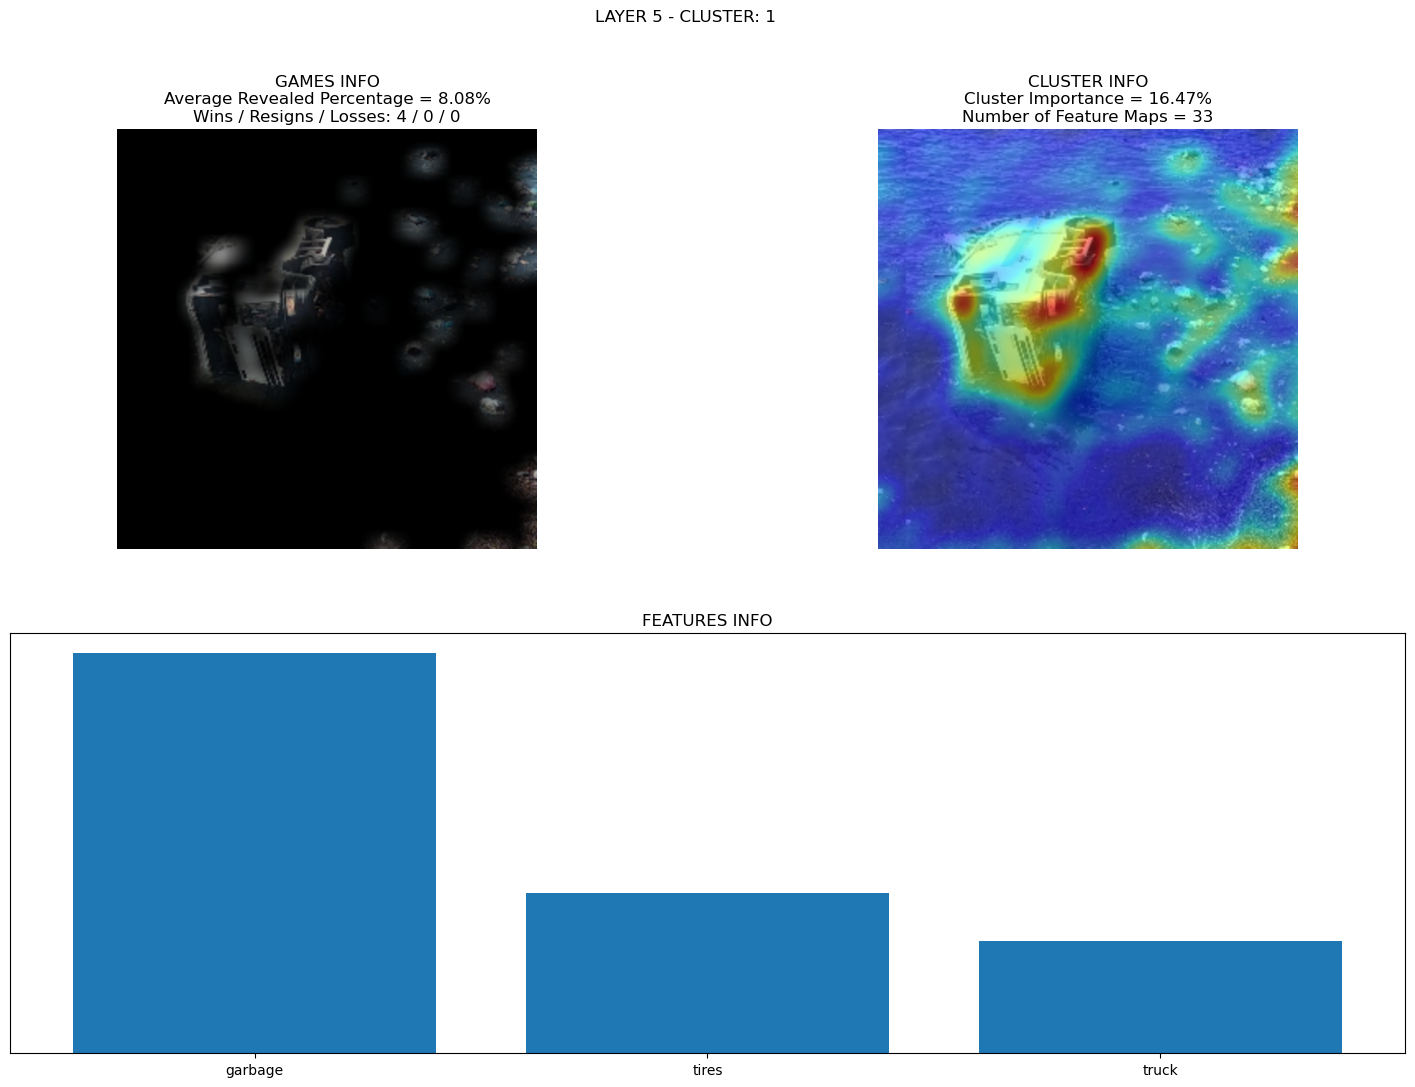 LAYER 5 - CLUSTER: 1
GAMES INFO
Average Revealed Percentage = 8.08%
Wins / Resigns / Losses: 4 / 0 / 0
CLUSTER INFO
Cluster Importance = 16.47%
Number of Feature Maps = 33
FEATURES INFO
garbage
tires
truck